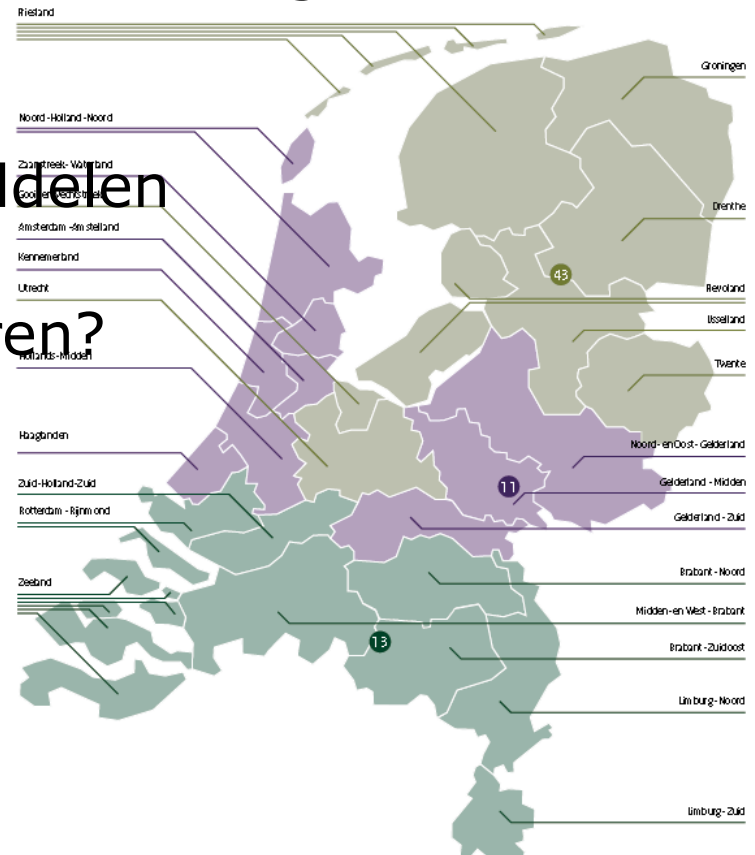 Friesland
Groningen
Noord-Holland-Noord
Zaanstreek-Waterland
ddelen
Gooi en Vechtstreek
Drenthe
Amsterdam-Amstelland
Kennemerland
43
Utrecht
Flevoland
IJsselland
ren?
Hollands-Midden
Twente
Haaglanden
Noord- en Oost-Gelderland
Zuid-Holland-Zuid
11
Gelderland-Midden
Rotterdam-Rijnmond
Gelderland-Zuid
Brabant-Noord
Zeeland
Midden- en West-Brabant
13
Brabant-Zuidoost
Limburg-Noord
Limburg-Zuid